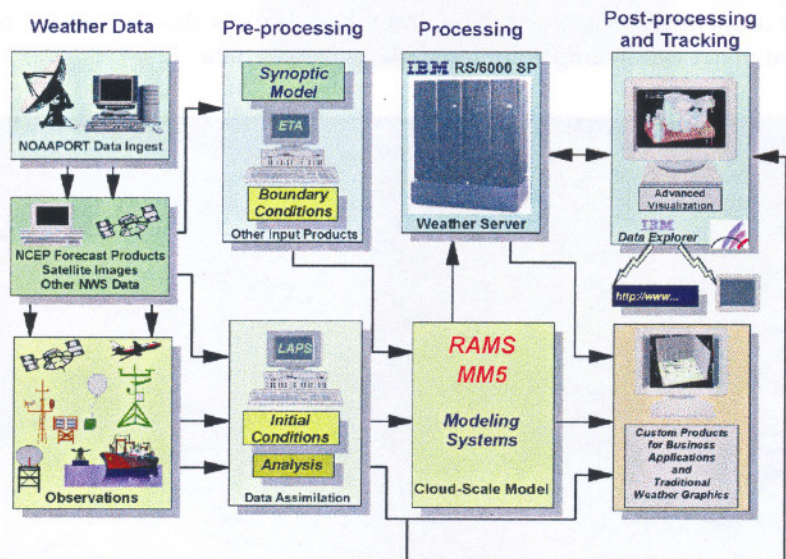 Weather Data
NOAAPORT Data Ingest
NCEP Forecast Products
Satellite Images
Other NWS Data
Observations
Pre-processing
Synoptic
Model
ETA
Boundary
Conditions
Other Input Products
LAPS
Initial
Conditions
Analysis
Data Assimilation
Processing
IBM RS/6000 SP
Weather Server
RAMS
MM5
Modeling
Systems
Cloud-Scale Model
Post-processing
and Tracking
Advanced
Visualization
IBM
Data Explorer
http://www...
Custom Products
for Business
Applications
and
Traditional
Weather Graphics